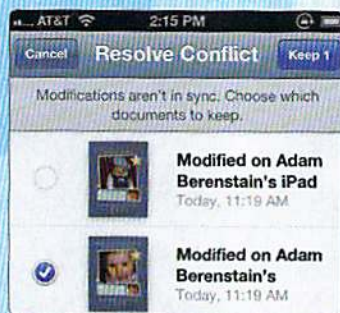 AT&T 2:15 PM
Cancel Resolve Conflict Keep 1
Modifications aren't in sync. Choose which
documents to keep.
Modified on Adam
Berenstain's iPad
Today, 11:19 AM
Modified on Adam
Berenstain's
Today, 11:19 AM